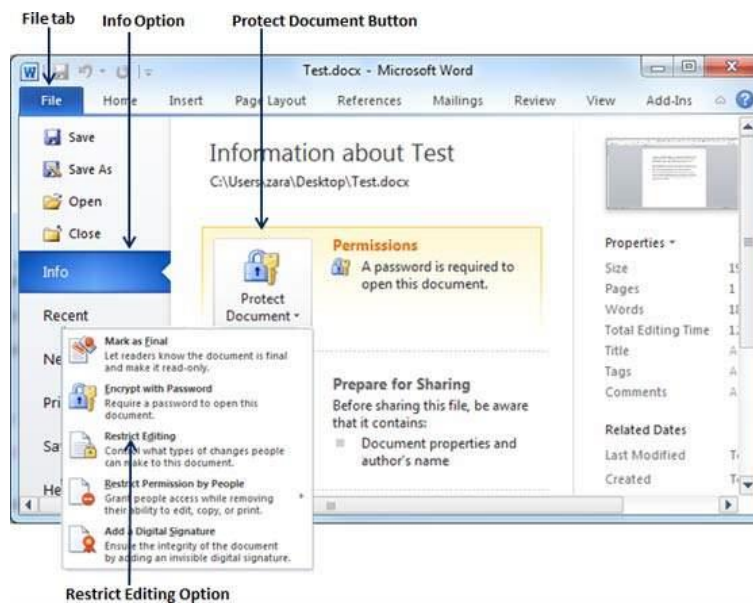 File tab Info Option Protect Document Button
Test.docx - Microsoft Word
File Home Insert Page Layout References Mailings Review View Add-Ins
Save
Save As
Open
Close
Info
Recent
Information about Test
C:\Users\zara\Desktop\Test.docx
Protect
Document
Permissions
A password is required to
open this document.
Prepare for Sharing
Before sharing this file, be aware
that it contains:
Document properties and
author's name
Mark as Final
Let readers know the document is final
and make it read-only.
Encrypt with Password
Require a password to open this
document.
Restrict Editing
Control what types of changes people
can make to this document.
Restrict Permission by People
Grant people access while removing
their ability to edit, copy, or print.
Add a Digital Signature
Ensure the integrity of the document
by adding an invisible digital signature.
Properties
Size
Pages 1
Words
Total Editing Time
Title
Tags
Comments
Related Dates
Last Modified
Created
Restrict Editing Option